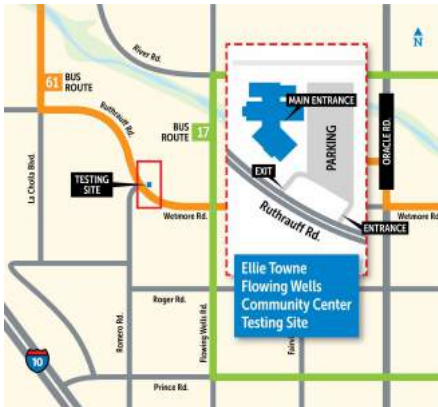 River Rd.
N
61
BUS
ROUTE
Ruthrauff Rd.
BUS
ROUTE
17
La Cholla Blvd.
TESTING
SITE
MAIN ENTRANCE
PARKING
EXIT
Ruthrauff Rd.
ENTRANCE
ORACLE RD.
Wetmore Rd.
Wetmore Rd.
Ellie Towne
Flowing Wells
Community Center
Testing Site
Roger Rd.
Romero Rd.
Flowing Wells Rd.
10
Prince Rd.